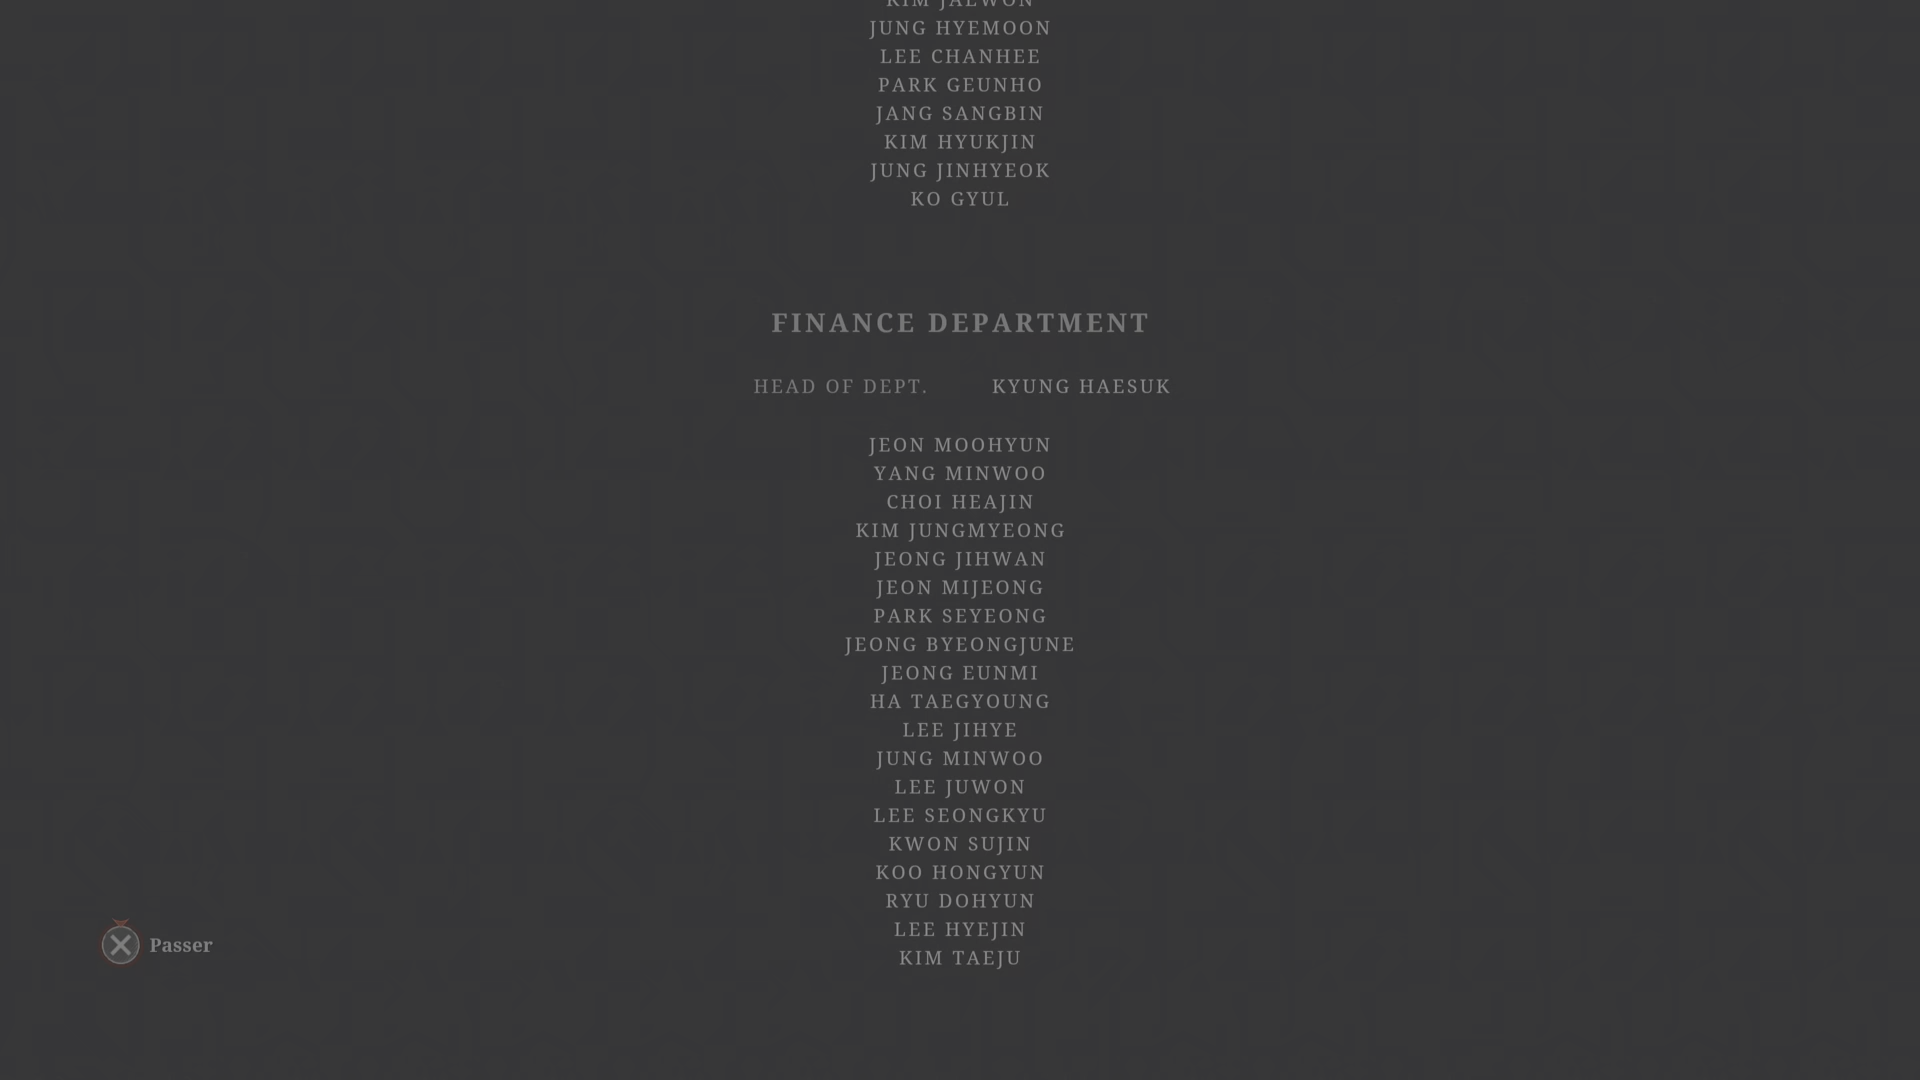 KIM JAEWON
JUNG HYEMOON
LEE CHANHEE
PARK GEUNHO
JANG SANGBIN
KIM HYUKJIN
JUNG JINHYEOK
KO GYUL
FINANCE DEPARTMENT
HEAD OF DEPT. KYUNG HAESUK
JEON MOOHYUN
YANG MINWOO
CHOI HEAJIN
KIM JUNGMYEONG
JEONG JIHWAN
JEON MIJEONG
PARK SEYEONG
JEONG BYEONGJUNE
JEONG EUNMI
HA TAEGYOUNG
LEE JIHYE
JUNG MINWOO
LEE JUWON
LEE SEONGKYU
KWON SUJIN
KOO HONGYUN
RYU DOHYUN
LEE HYEJIN
KIM TAEJU
Passer